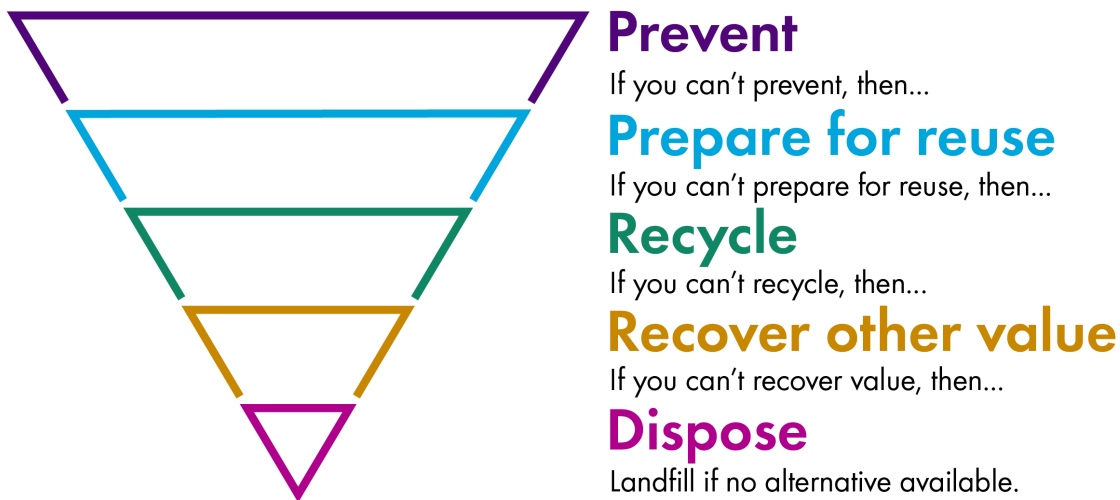 Prevent
If you can’t prevent, then...
Prepare for reuse
If you can’t prepare for reuse, then...
Recycle
If you can’t recycle, then...
Recover other value
If you can’t recover value, then...
Dispose
Landfill if no alternative available.